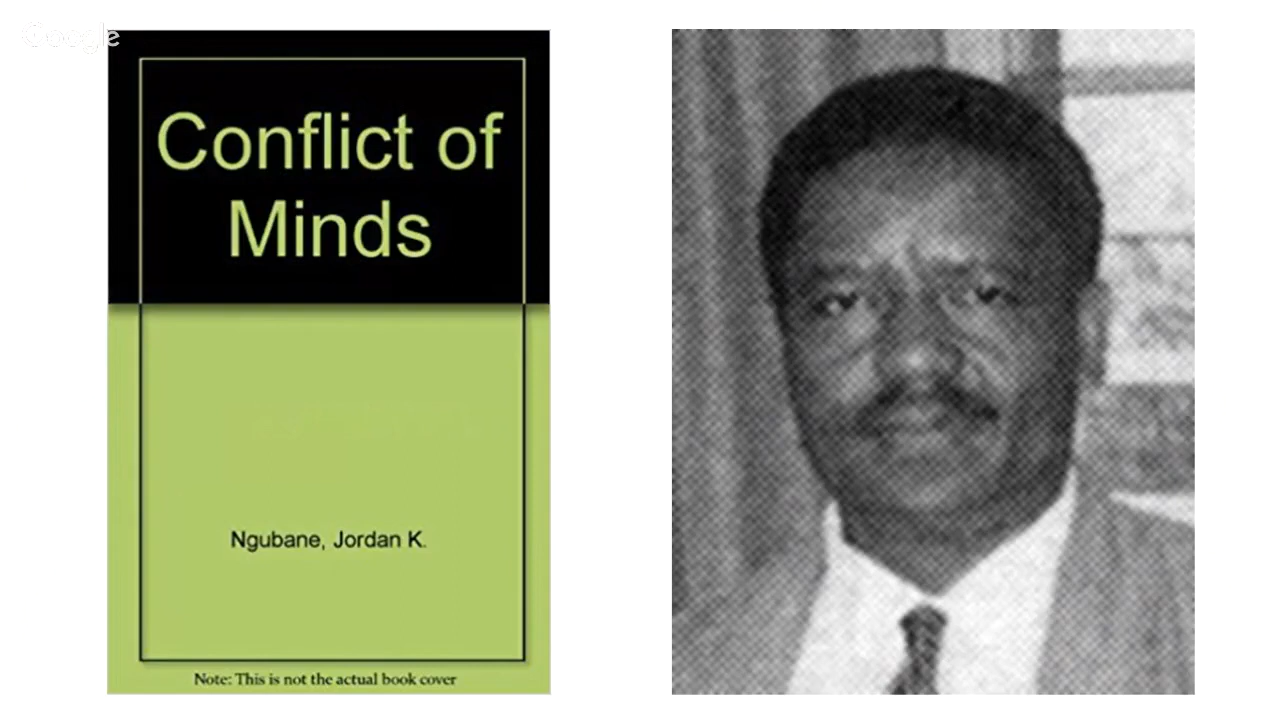 Google
Conflict of
Minds
Ngubane, Jordan K.
Note: This is not the actual book cover